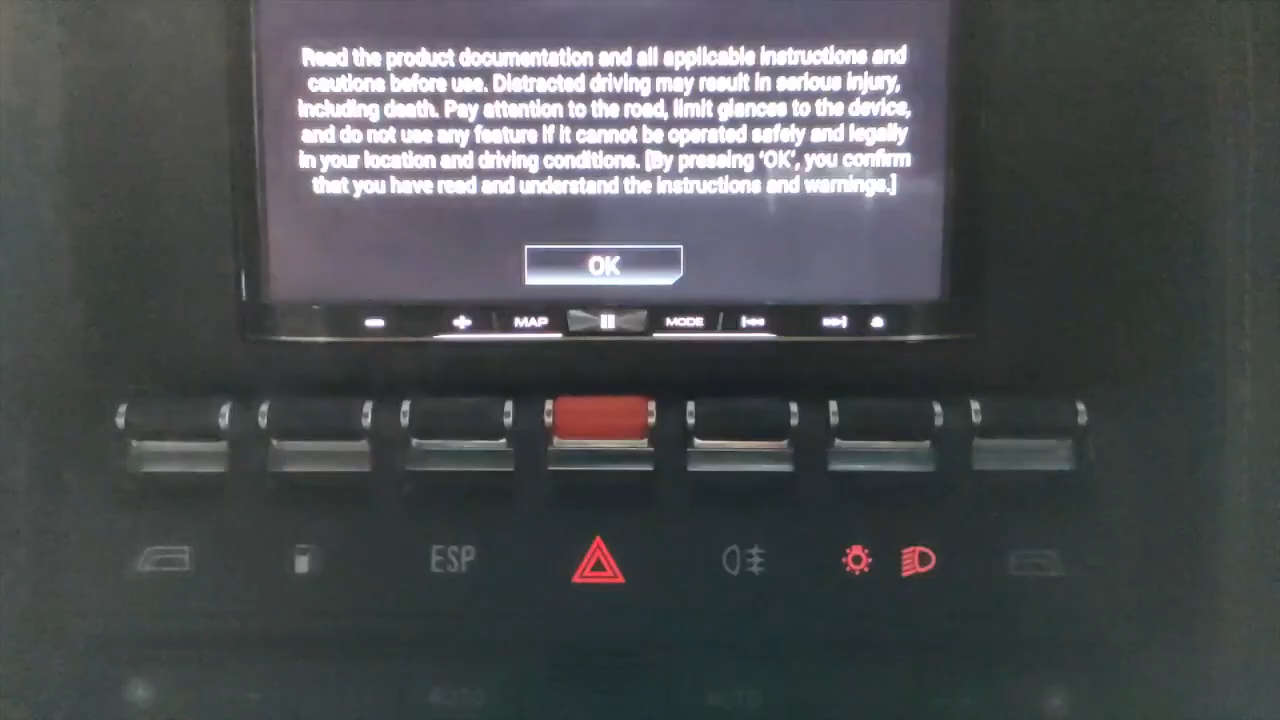 Read the product documentation and all applicable instructions and
cautions before use. Distracted driving may result in serious injury,
including death. Pay attention to the road, limit glances to the device,
and do not use any feature if it cannot be operated safely and legally
in your location and driving conditions. [By pressing 'OK', you confirm
that you have read and understand the instructions and warnings.]
OK
MAP MODE
ESP
AUTO AUTO